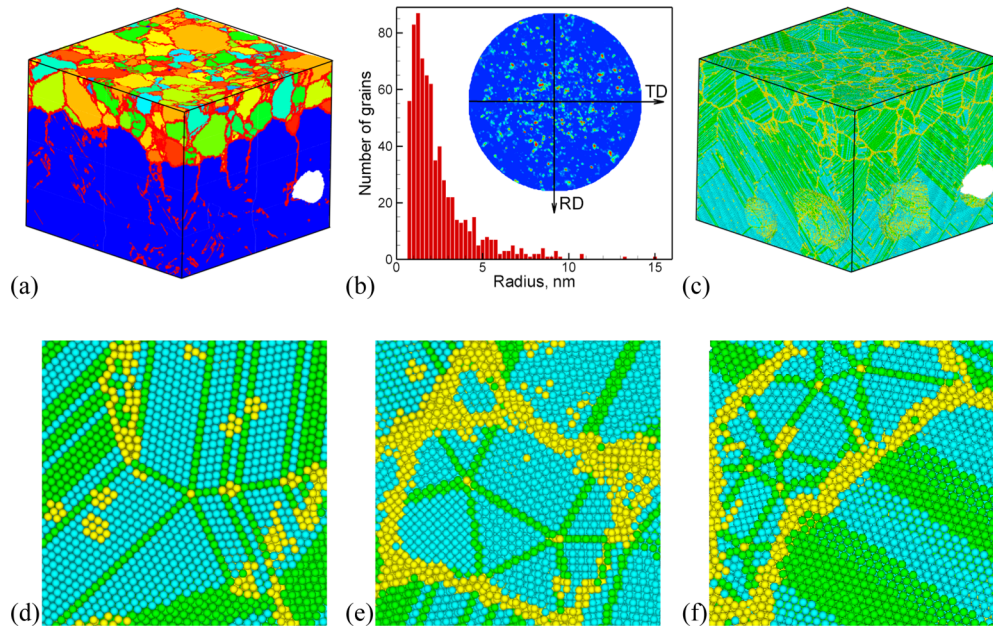 80
60
40
20
0
Number of grains
TD
RD
0
5
10
15
Radius, nm
(a)
(b)
(c)
(d)
(e)
(f)